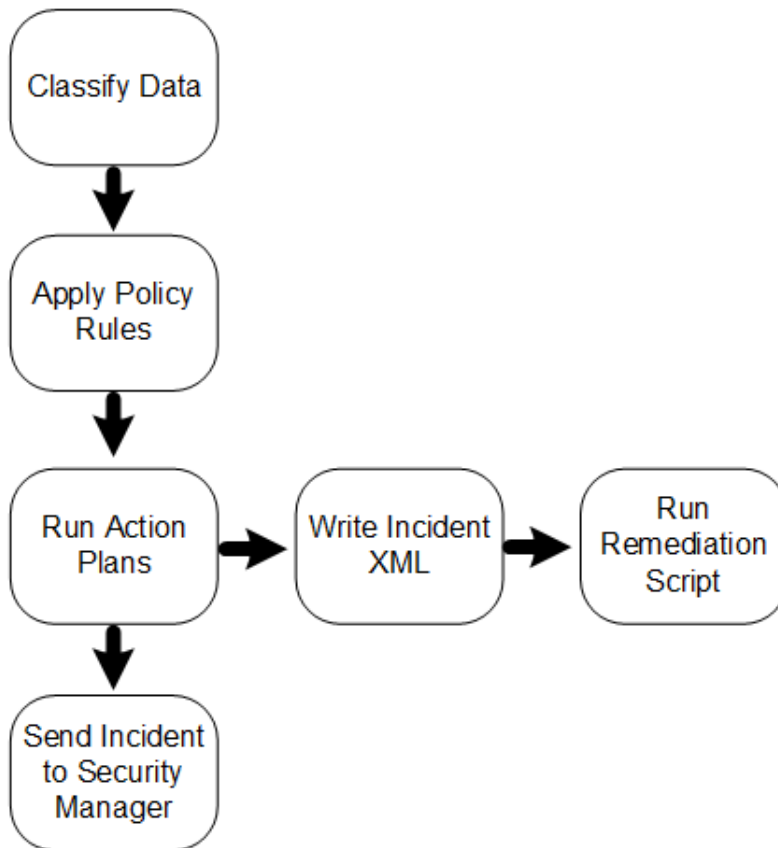 Classify Data
Apply Policy
Rules
Run Action
Plans
Write Incident
XML
Run
Remediation
Script
Send Incident
to Security
Manager